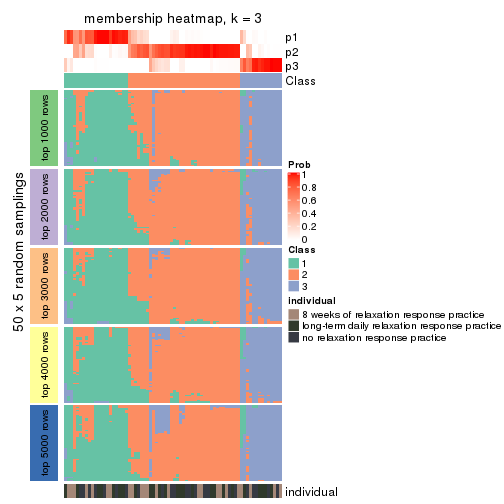 membership heatmap, k = 3
p1
p2
p3
Class
50 x 5 random samplings
top 1000 rows
top 2000 rows
top 3000 rows
top 4000 rows
top 5000 rows
Prob
1
0.8
0.6
0.4
0.2
0
Class
1
2
3
individual
8 weeks of relaxation response practice
long-term daily relaxation response practice
no relaxation response practice
individual